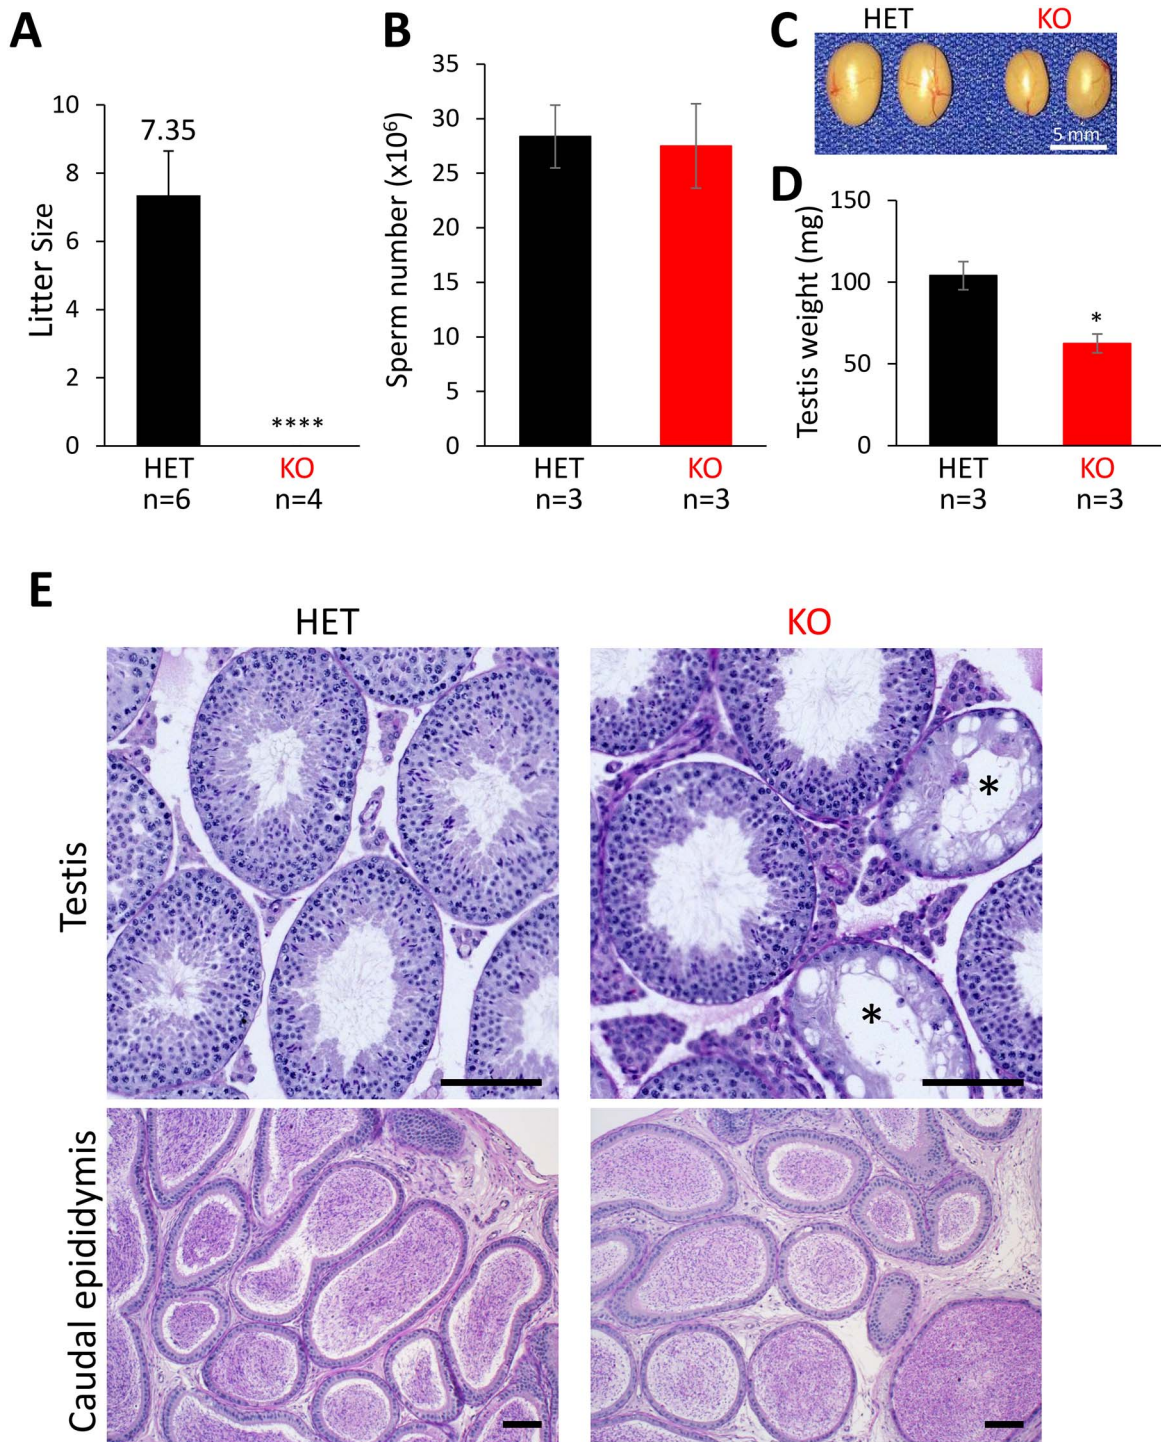 A
Litter Size
10
8
6
4
2
0
7.35
****
HET
KO
n=6
n=4
B
Sperm number (x10⁶)
35
30
25
20
15
10
5
0
HET
KO
n=3
n=3
C
HET
KO
5 mm
D
Testis weight (mg)
150
100
50
0
*
HET
KO
n=3
n=3
E
HET
KO
Testis
*
*
Caudal epididymis